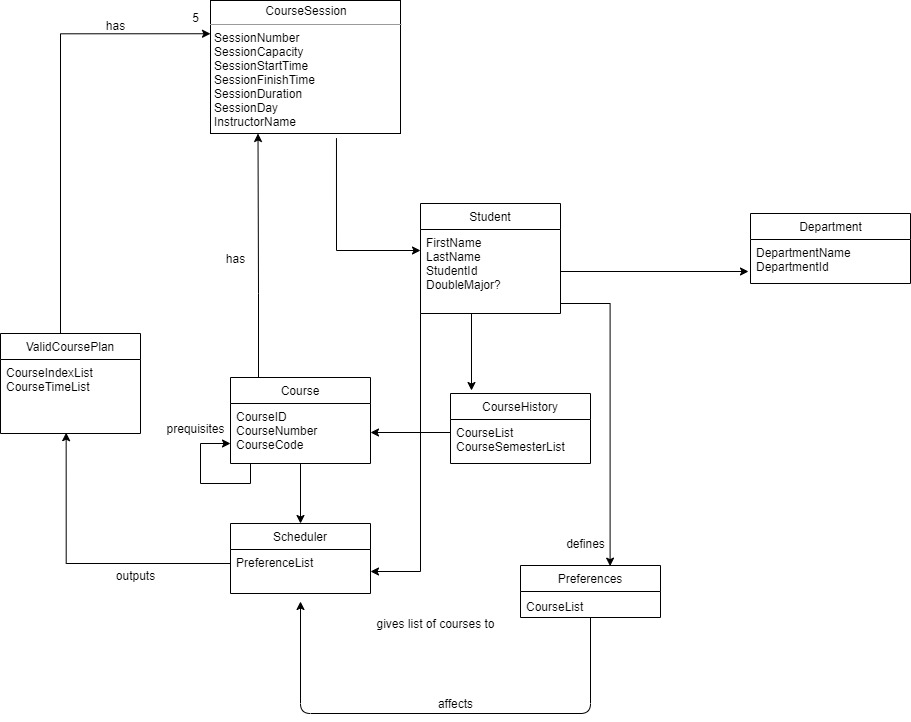 has
5
CourseSession
SessionNumber
SessionCapacity
SessionStartTime
SessionFinishTime
SessionDuration
SessionDay
InstructorName
Student
FirstName
LastName
StudentId
DoubleMajor?
Department
DepartmentName
DepartmentId
has
ValidCoursePlan
CourseIndexList
CourseTimeList
Course
CourseID
CourseNumber
CourseCode
prequisites
CourseHistory
CourseList
CourseSemesterList
Scheduler
PreferenceList
outputs
defines
Preferences
CourseList
gives list of courses to
affects